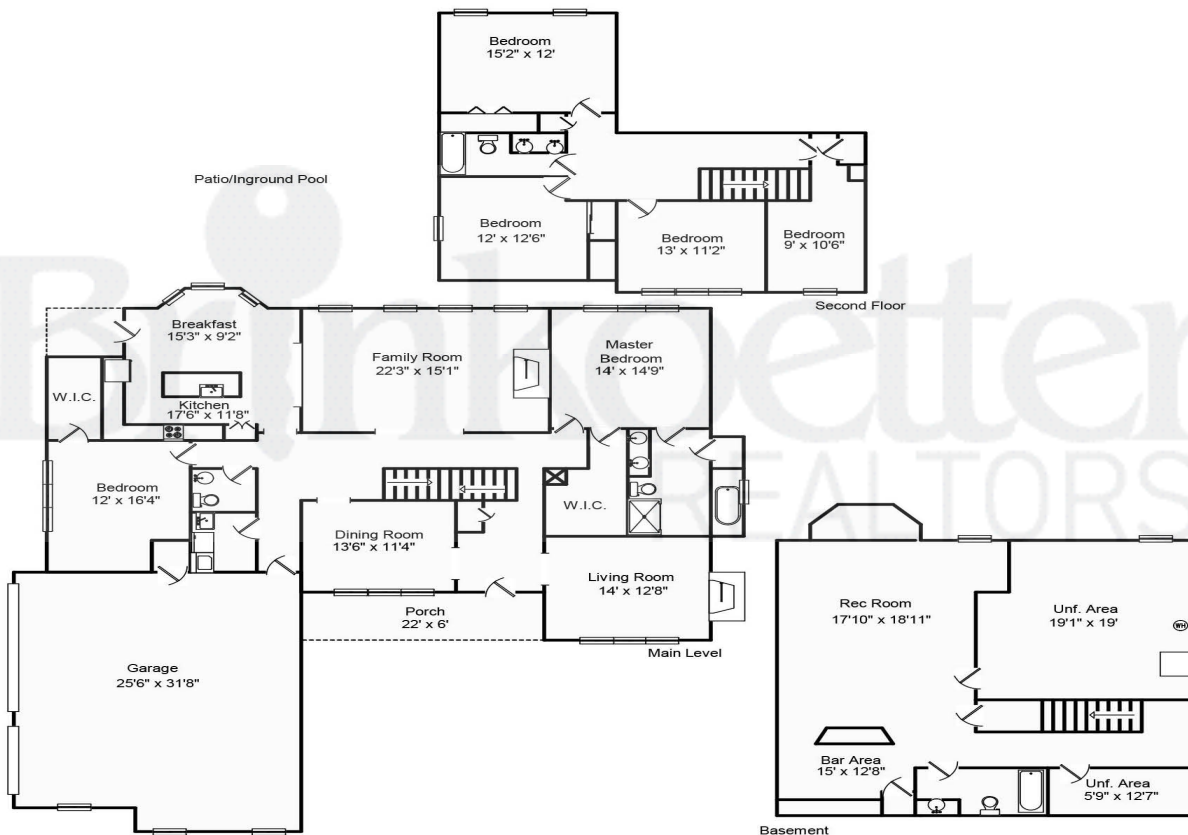 Bedroom
15'2" x 12'
Patio/Inground Pool
Bedroom
12' x 12'6"
Bedroom
13' x 11'2"
Bedroom
9' x 10'6"
Second Floor
Brinkoetter
REALTORS
Breakfast
15'3" x 9'2"
Family Room
22'3" x 15'1"
Master
Bedroom
14' x 14'9"
W.I.C.
Kitchen
17'6" x 11'8"
Bedroom
12' x 16'4"
W.I.C.
Dining Room
13'6" x 11'4"
Living Room
14' x 12'8"
Porch
22' x 6'
Main Level
Garage
25'6" x 31'8"
Rec Room
17'10" x 18'11"
Unf. Area
19'1" x 19'
WH
Bar Area
15' x 12'8"
Unf. Area
5'9" x 12'7"
Basement